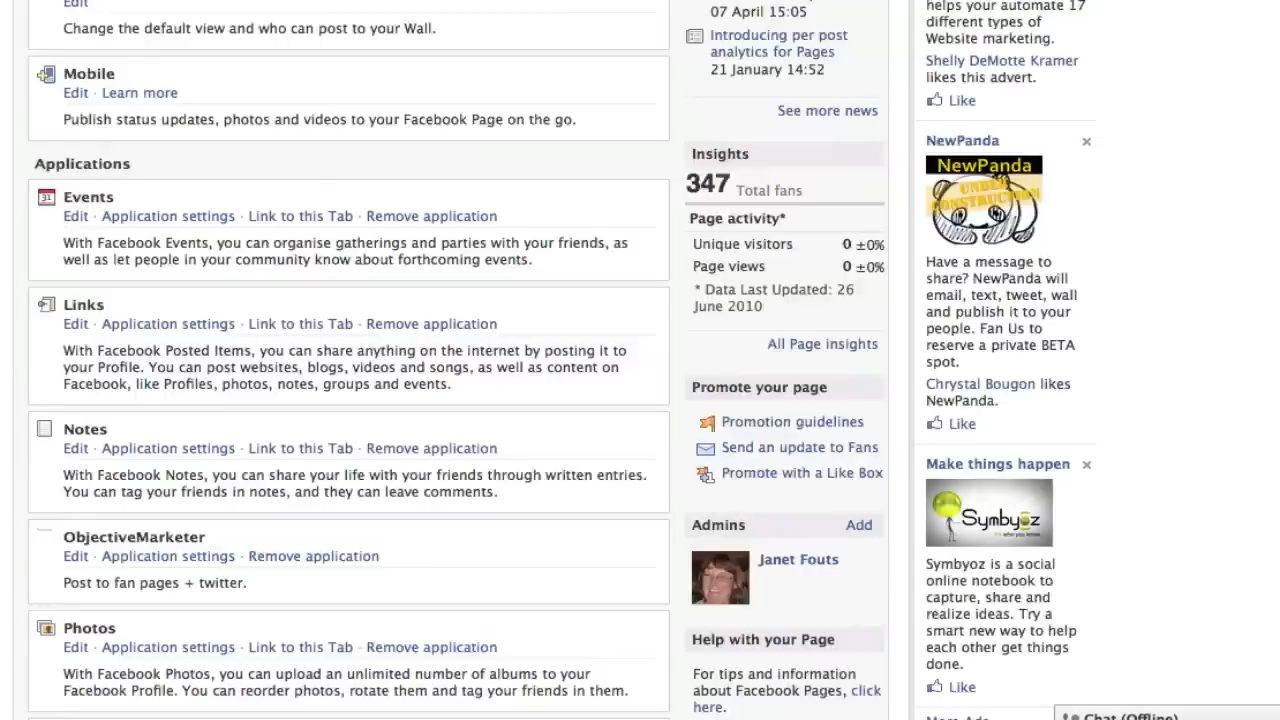 Edit
Change the default view and who can post to your Wall.
Mobile
Edit · Learn more
Publish status updates, photos and videos to your Facebook Page on the go.
Applications
Events
Edit · Application settings · Link to this Tab · Remove application
With Facebook Events, you can organise gatherings and parties with your friends, as
well as let people in your community know about forthcoming events.
Links
Edit · Application settings · Link to this Tab · Remove application
With Facebook Posted Items, you can share anything on the internet by posting it to
your Profile. You can post websites, blogs, videos and songs, as well as content on
Facebook, like Profiles, photos, notes, groups and events.
Notes
Edit · Application settings · Link to this Tab · Remove application
With Facebook Notes, you can share your life with your friends through written entries.
You can tag your friends in notes, and they can leave comments.
ObjectiveMarketer
Edit · Application settings · Remove application
Post to fan pages + twitter.
Photos
Edit · Application settings · Link to this Tab · Remove application
With Facebook Photos, you can upload an unlimited number of albums to your
Facebook Profile. You can reorder photos, rotate them and tag your friends in them.
07 April 15:05
Introducing per post
analytics for Pages
21 January 14:52
See more news
Insights
347 Total fans
Page activity*
Unique visitors 0 ±0%
Page views 0 ±0%
* Data Last Updated: 26
June 2010
All Page insights
Promote your page
Promotion guidelines
Send an update to Fans
Promote with a Like Box
Admins Add
Janet Fouts
Help with your Page
For tips and information
about Facebook Pages, click
here.
helps your automate 17
different types of
Website marketing.
Shelly DeMotte Kramer
likes this advert.
Like
NewPanda
NewPanda
UNDER
CONSTRUCTION
Have a message to
share? NewPanda will
email, text, tweet, wall
and publish it to your
people. Fan Us to
reserve a private BETA
spot.
Chrystal Bougon likes
NewPanda.
Like
Make things happen
Symbyoz
Symbyoz is a social
online notebook to
capture, share and
realize ideas. Try a
smart new way to help
each other get things
done.
Like
More Ads
Chat (Offline)